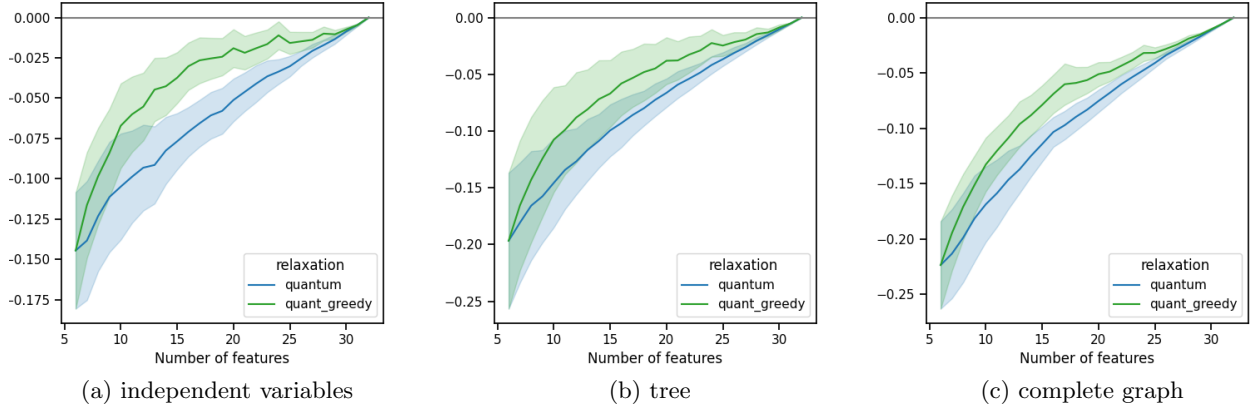 0.000
-0.025
-0.050
-0.075
-0.100
-0.125
-0.150
-0.175
5 10 15 20 25 30
Number of features
relaxation
quantum
quant_greedy
(a) independent variables
0.00
−0.05
−0.10
−0.15
−0.20
−0.25
5 10 15 20 25 30
Number of features
relaxation
quantum
quant_greedy
(b) tree
0.00
−0.05
−0.10
−0.15
−0.20
−0.25
5 10 15 20 25 30
Number of features
relaxation
quantum
quant_greedy
(c) complete graph